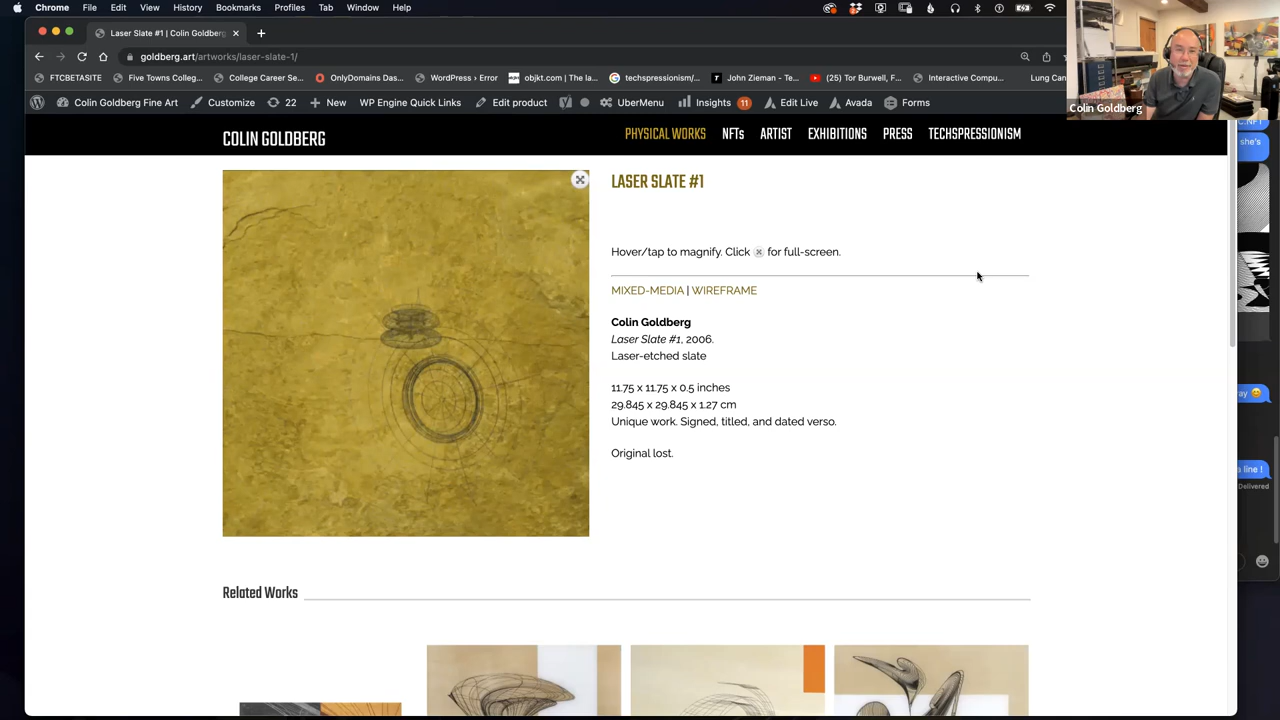 Chrome File Edit View History Bookmarks Profiles Tab Window Help
Laser Slate #1 | Colin Goldberg
goldberg.art/artworks/laser-slate-1/
FTCBETASITE Five Towns Colleg... College Career Se... OnlyDomains Das... WordPress › Error objkt.com | The la... techspressionism/... John Zieman - Te... (25) Tor Burwell, F... Interactive Compu... Lung Can
Colin Goldberg Fine Art Customize 22 New WP Engine Quick Links Edit product UberMenu Insights 11 Edit Live Avada Forms
Colin Goldberg
COLIN GOLDBERG
PHYSICAL WORKS NFTs ARTIST EXHIBITIONS PRESS TECHSPRESSIONISM
she's
LASER SLATE #1
Hover/tap to magnify. Click for full-screen.
MIXED-MEDIA | WIREFRAME
Colin Goldberg
Laser Slate #1, 2006.
Laser-etched slate
11.75 x 11.75 x 0.5 inches
29.845 x 29.845 x 1.27 cm
Unique work. Signed, titled, and dated verso.
Original lost.
ay 😊
a line !
Delivered
Related Works